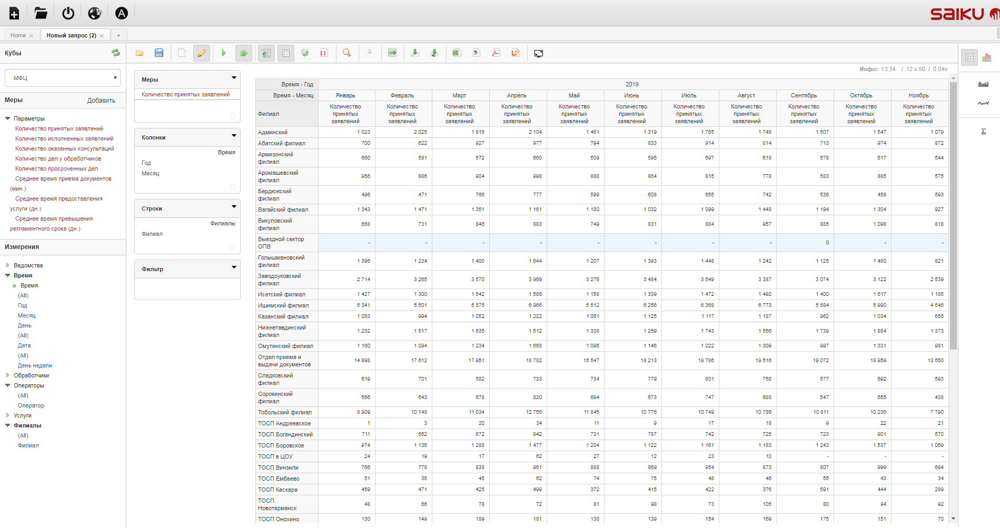 SAIKU
Home
Новый запрос (2)
+
Кубы
МФЦ
Меры Добавить
Параметры
Количество принятых заявлений
Количество исполненных заявлений
Количество оказанных консультаций
Количество дел у обработчиков
Количество просроченных дел
Среднее время приема документов
(мин.)
Среднее время предоставления
услуги (дн.)
Среднее время превышения
регламентного срока (дн.)
Измерения
Ведомства
Время
Время
(All)
Год
Месяц
День
(All)
Дата
(All)
День недели
Обработчики
Операторы
(All)
Оператор
Услуги
Филиалы
(All)
Филиал
Меры
Количество принятых заявлений
Колонки
Время
Год
Месяц
Строки
Филиалы
Филиал
Фильтр
Инфо: 13:34 / 12 x 50 / 0.04s
Время - Год 2019
Время - Месяц Январь Февраль Март Апрель Май Июнь Июль Август Сентябрь Октябрь Ноябрь
Количество Количество Количество Количество Количество Количество Количество Количество Количество Количество Количество
Филиал принятых принятых принятых принятых принятых принятых принятых принятых принятых принятых принятых
заявлений заявлений заявлений заявлений заявлений заявлений заявлений заявлений заявлений заявлений заявлений
Админский 1 023 2 025 1 816 2 104 1 461 1 319 1 765 1 748 1 507 1 547 1 079
Абатский филиал 700 622 927 977 794 833 914 814 713 974 872
Армизонский
филиал 660 581 572 660 509 595 697 618 578 617 544
Аромашевский
филиал 956 886 904 998 888 864 815 778 583 885 575
Бердюжский
филиал 496 471 766 777 599 608 655 742 536 458 593
Вагайский филиал 1 343 1 471 1 351 1 161 1 180 1 032 1 099 1 448 1 194 1 304 927
Викуловский
филиал 668 731 846 883 749 831 884 957 885 1 098 818
Выездной сектор
ОПВ - - - - - - - - 0 - -
Голышмановский
филиал 1 396 1 234 1 400 1 644 1 207 1 393 1 448 1 242 1 125 1 480 821
Заводоуковский
филиал 2 714 3 265 3 570 3 969 3 276 3 484 3 549 3 387 3 074 3 122 2 539
Исетский филиал 1 427 1 300 1 542 1 586 1 158 1 339 1 472 1 492 1 400 1 617 1 185
Ишимский филиал 5 341 5 501 5 875 6 966 5 512 6 256 6 368 6 773 5 684 5 990 4 546
Казанский филиал 1 053 994 1 052 1 222 1 061 1 125 1 117 1 187 962 1 034 655
Нижнетавдинский
филиал 1 232 1 517 1 635 1 512 1 338 1 259 1 743 1 556 1 739 1 884 1 373
Омутинский филиал 1 160 1 094 1 234 1 668 1 095 1 146 1 222 1 309 997 1 331 981
Отдел приема и
выдачи документов 14 898 17 612 17 951 18 782 15 547 18 213 19 786 19 516 19 072 18 959 13 550
Сладковский
филиал 619 701 582 733 734 779 801 758 577 692 593
Сорокинский
филиал 566 643 678 830 694 673 747 688 547 655 438
Тобольский филиал 8 909 10 148 11 034 12 756 11 845 10 776 10 749 10 786 10 811 10 236 7 790
ТОСП Андреевское 1 3 20 34 11 9 17 18 9 22 21
ТОСП Богандинский 711 652 672 942 731 787 742 725 723 901 570
ТОСП Боровское 974 1 136 1 288 1 477 1 204 1 122 1 161 1 183 1 243 1 537 1 069
ТОСП в ЦОУ 24 19 17 62 27 12 23 10 - - -
ТОСП Винзили 766 778 838 961 888 869 954 873 807 999 694
ТОСП Ембаево 51 35 45 62 74 75 48 46 55 43 34
ТОСП Каскара 459 471 425 499 372 415 422 376 591 444 289
ТОСП
Новотарманск 48 66 78 72 81 98 73 105 80 94 92
ТОСП Онохино 130 149 189 181 138 139 154 169 175 151 70